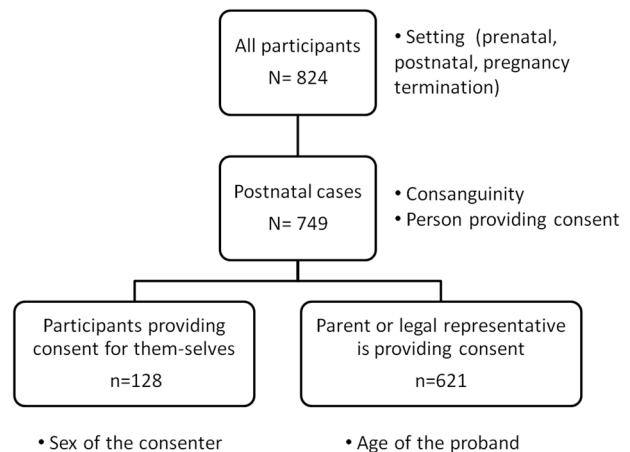 All participants
N= 824
• Setting (prenatal,
postnatal, pregnancy
termination)
Postnatal cases
N= 749
• Consanguinity
• Person providing consent
Participants providing
consent for them-selves
n=128
Parent or legal representative
is providing consent
n=621
• Sex of the consenter
• Age of the proband